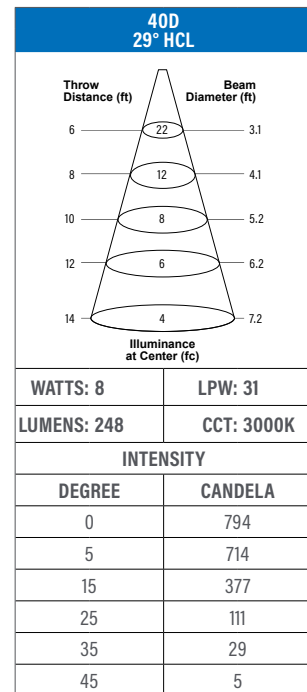 40D
29° HCL
Throw Beam
Distance (ft) Diameter (ft)
6 22 3.1
8 12 4.1
10 8 5.2
12 6 6.2
14 4 7.2
Illuminance
at Center (fc)
WATTS: 8 LPW: 31
LUMENS: 248 CCT: 3000K
INTENSITY
DEGREE CANDELA
0 794
5 714
15 377
25 111
35 29
45 5